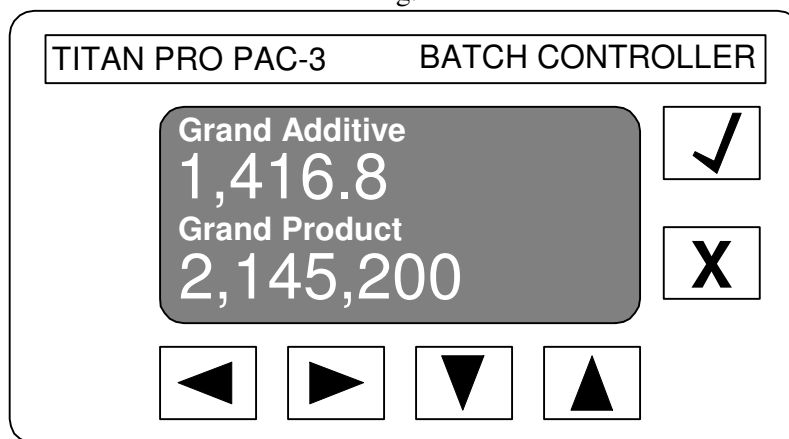 TITAN PRO PAC-3 BATCH CONTROLLER
Grand Additive
1,416.8
Grand Product
2,145,200
X